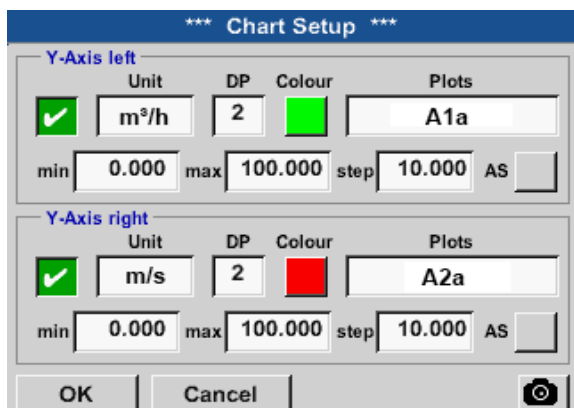 *** Chart Setup ***
Y-Axis left
Unit DP Colour Plots
m³/h 2 A1a
min 0.000 max 100.000 step 10.000 AS
Y-Axis right
Unit DP Colour Plots
m/s 2 A2a
min 0.000 max 100.000 step 10.000 AS
OK Cancel